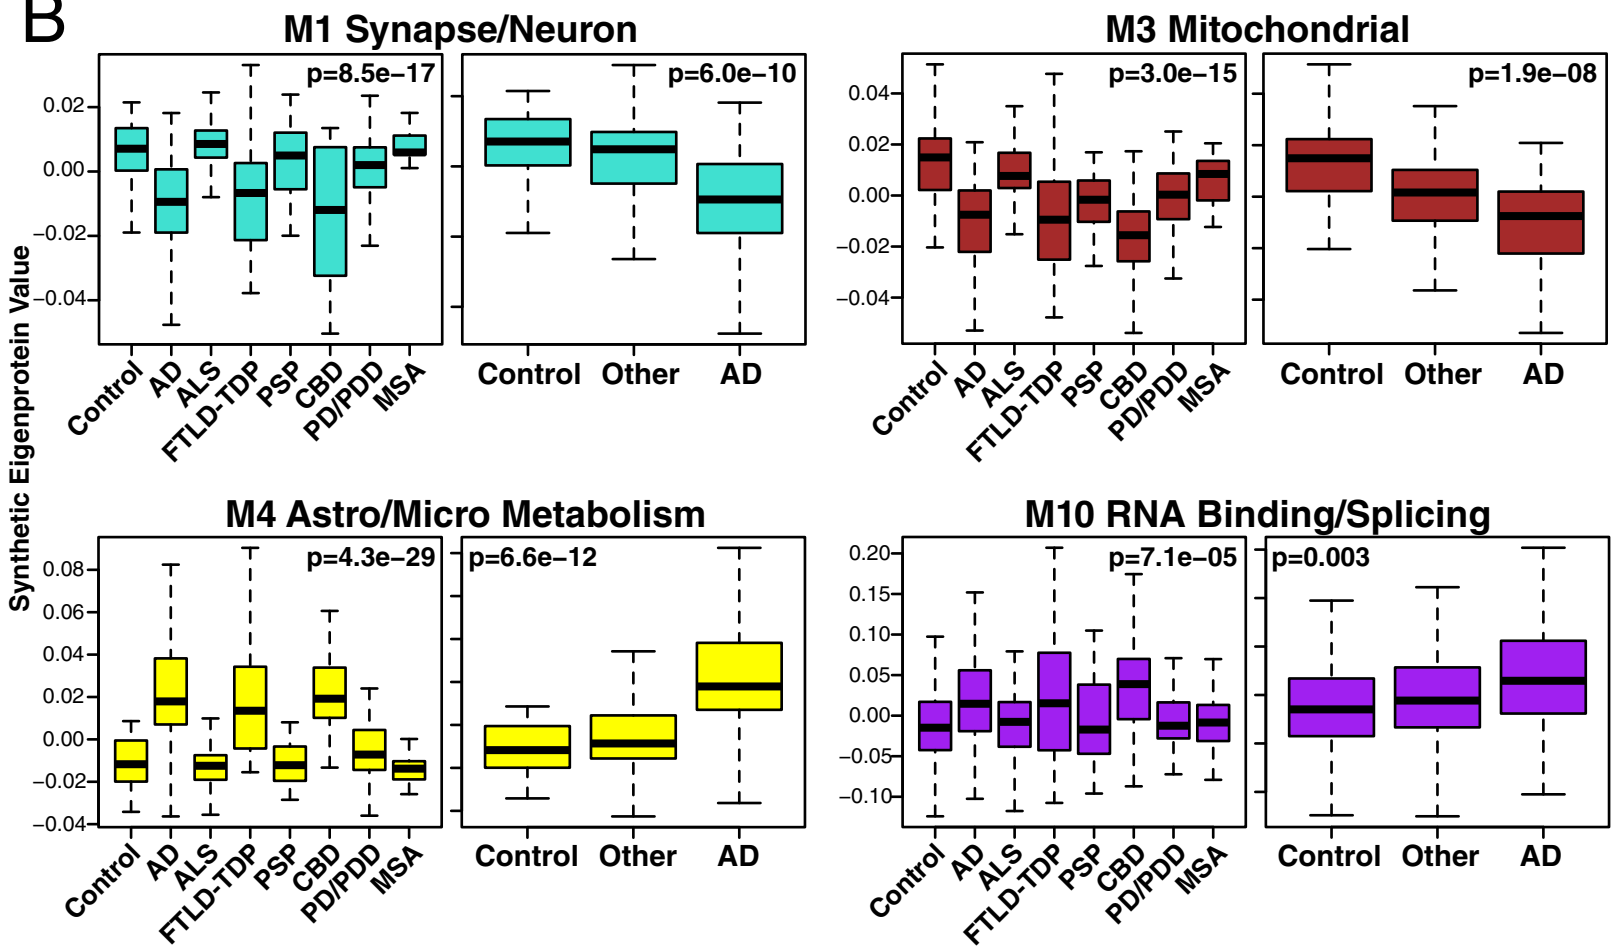 B
M1 Synapse/Neuron
M3 Mitochondrial
p=8.5e−17
p=6.0e−10
p=3.0e−15
p=1.9e−08
0.02
0.00
−0.02
−0.04
0.04
0.02
0.00
−0.02
−0.04
Control
AD
ALS
FTLD-TDP
PSP
CBD
PD/PDD
MSA
Control Other AD
Control
AD
ALS
FTLD-TDP
PSP
CBD
PD/PDD
MSA
Control Other AD
Synthetic Eigenprotein Value
M4 Astro/Micro Metabolism
M10 RNA Binding/Splicing
p=4.3e−29
p=6.6e−12
p=7.1e−05
p=0.003
0.08
0.06
0.04
0.02
0.00
−0.02
−0.04
0.20
0.15
0.10
0.05
0.00
−0.05
−0.10
Control
AD
ALS
FTLD-TDP
PSP
CBD
PD/PDD
MSA
Control Other AD
Control
AD
ALS
FTLD-TDP
PSP
CBD
PD/PDD
MSA
Control Other AD